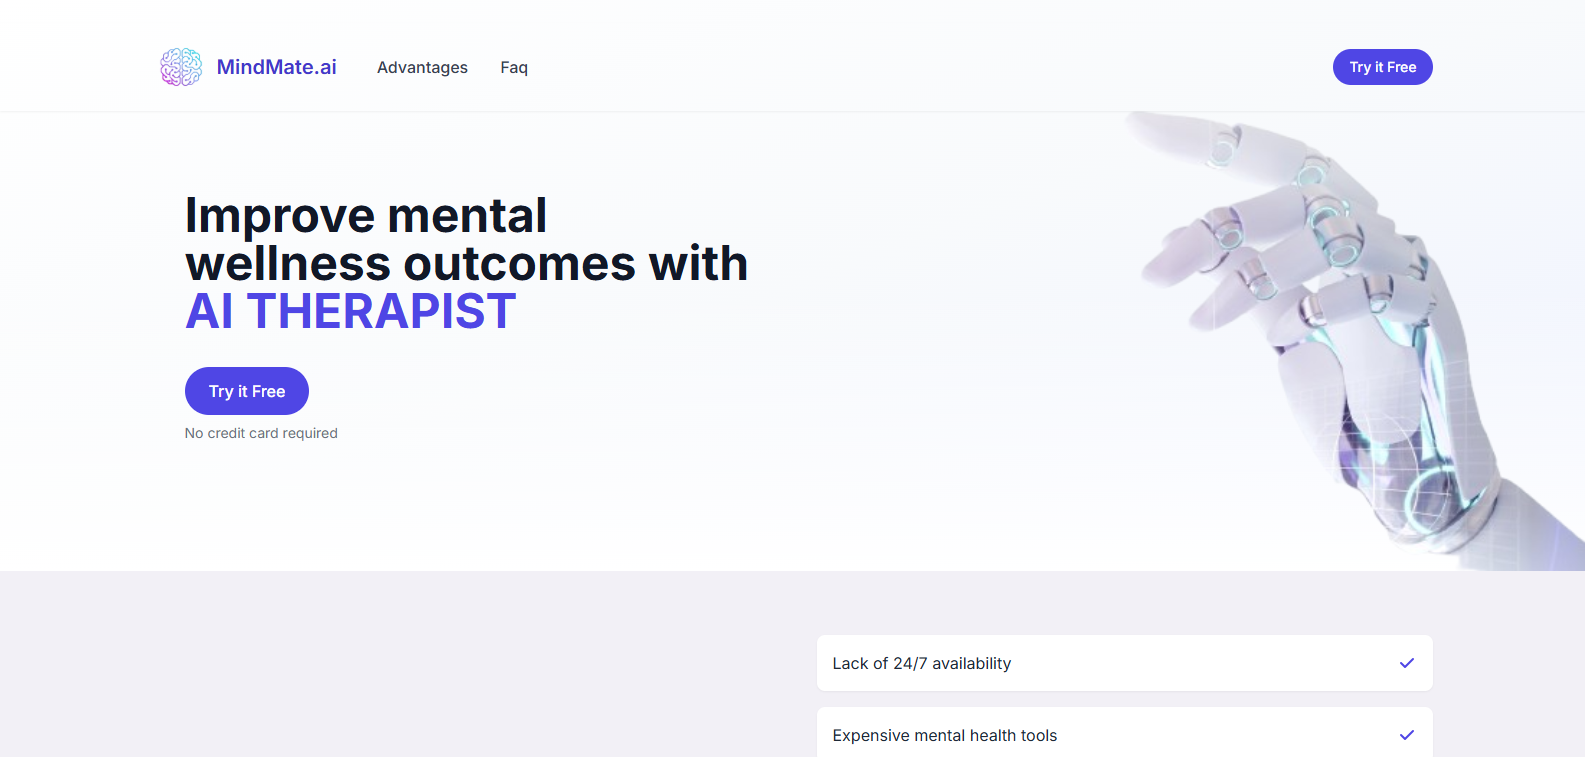 MindMate.ai
Advantages
Faq
Try it Free
Improve mental
wellness outcomes with
AI THERAPIST
Try it Free
No credit card required
Lack of 24/7 availability
Expensive mental health tools